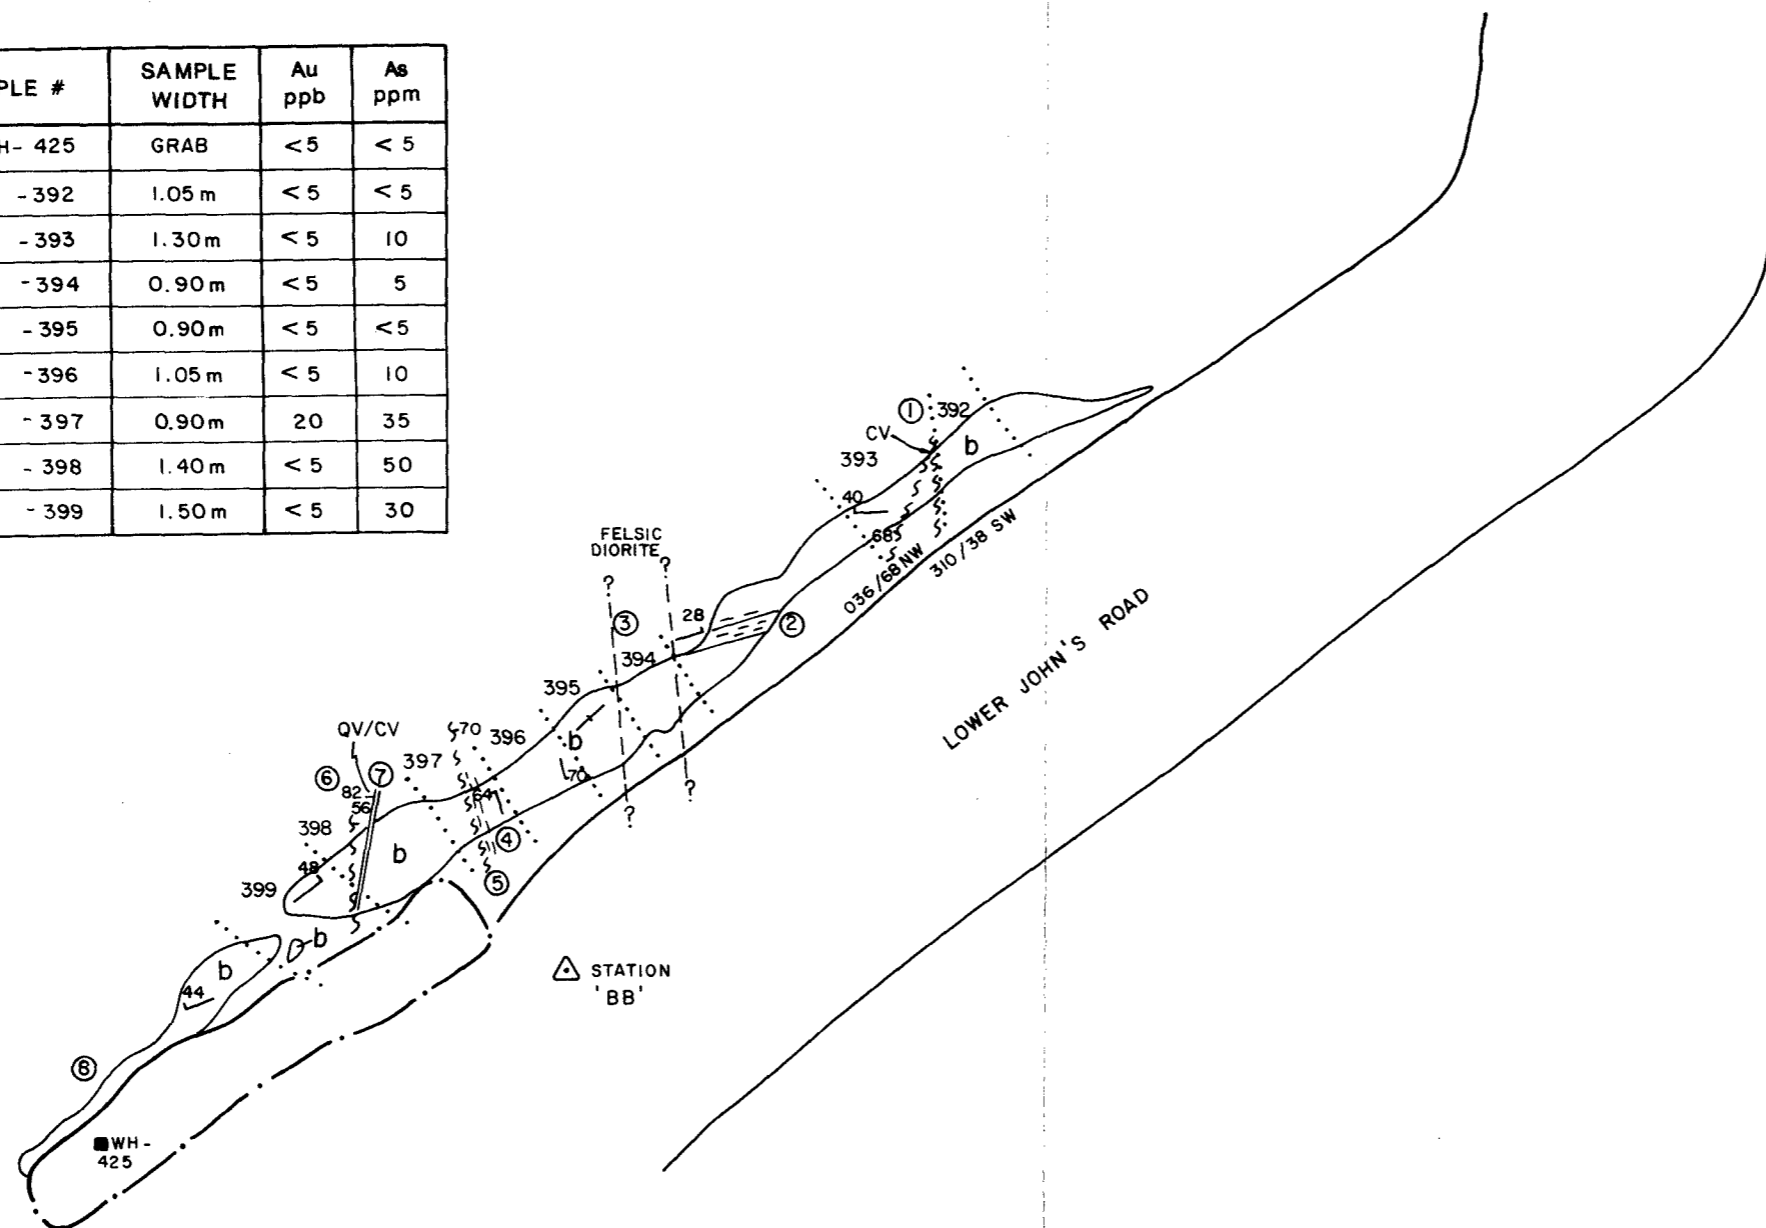 PLE # SAMPLE WIDTH Au ppb As ppm
H- 425 GRAB <5 <5
-392 1.05 m <5 <5
-393 1.30 m <5 10
-394 0.90 m <5 5
-395 0.90 m <5 <5
-396 1.05 m <5 10
-397 0.90 m 20 35
-398 1.40 m <5 50
-399 1.50 m <5 30
1 392
CV
b
393
40
68
036/68 NW
310/38 SW
FELSIC
DIORITE
?
?
28
3
2
394
395
LOWER JOHN'S ROAD
b
70
?
?
QV/CV
70
396
397
6
7
82
56
64
398
b
4
48
5
399
b
b
44
STATION
'BB'
8
WH-
425